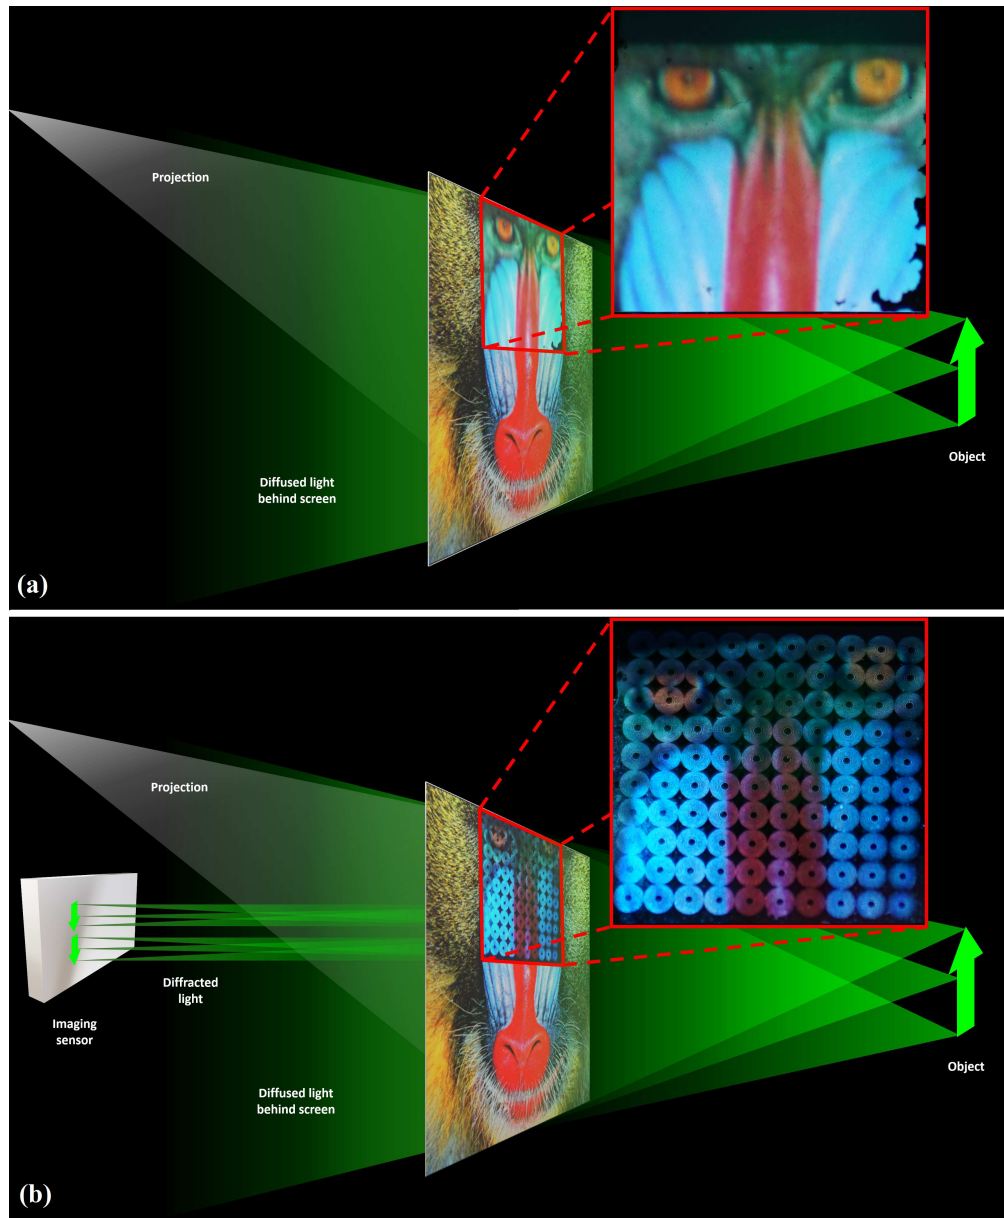 Projection
Diffused light
behind screen
Object
(a)
Projection
Diffracted
light
Imaging
sensor
Diffused light
behind screen
Object
(b)